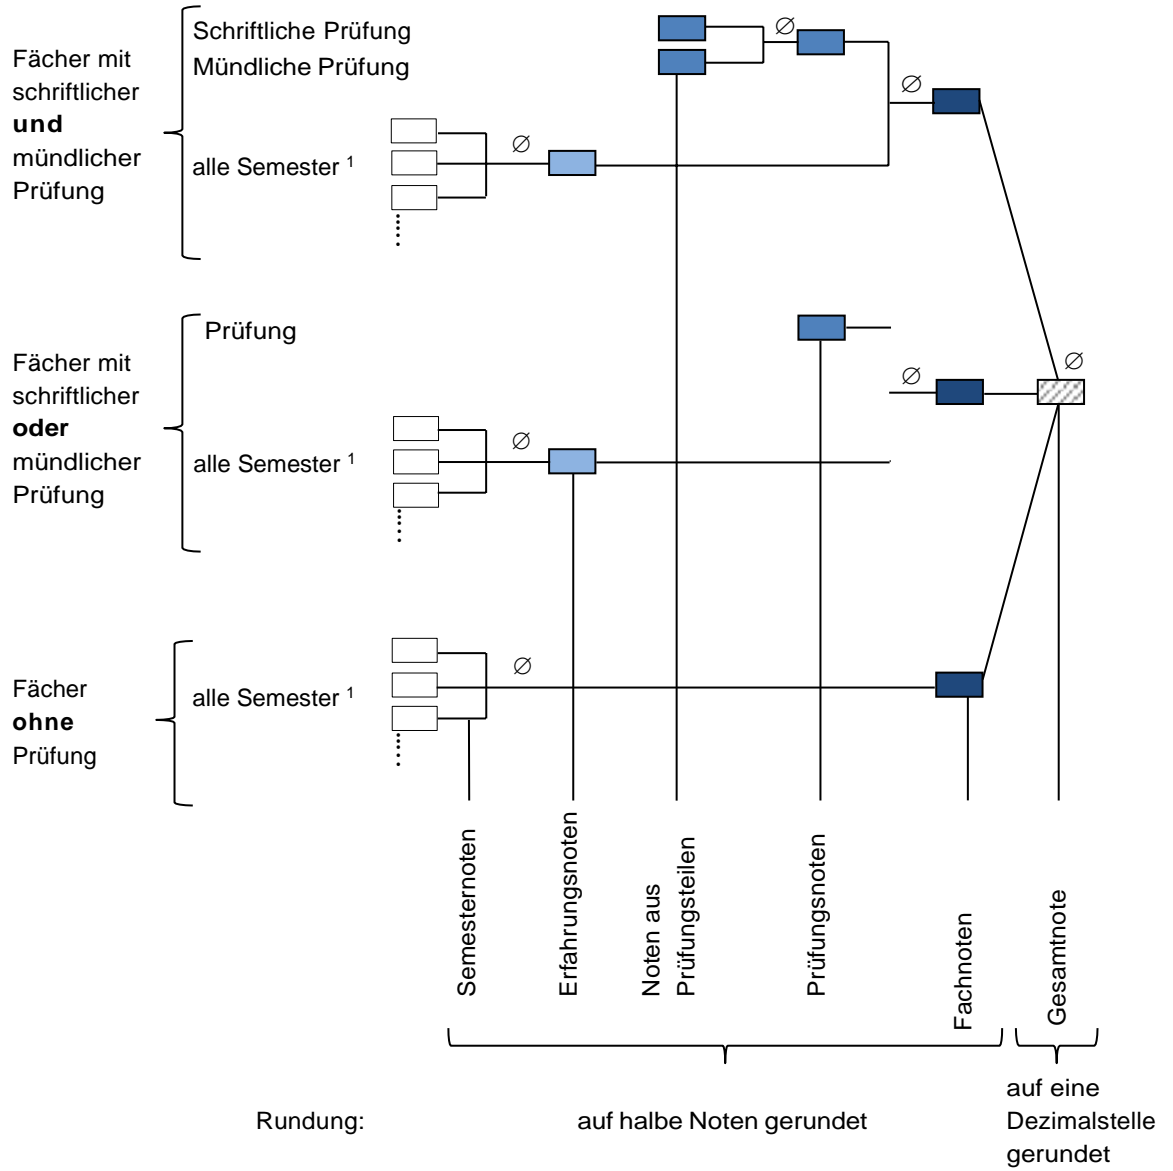 Fächer mit
schriftlicher
und
mündlicher
Prüfung
Schriftliche Prüfung
Mündliche Prüfung
alle Semester 1
∅
∅
∅
Fächer mit
schriftlicher
oder
mündlicher
Prüfung
Prüfung
alle Semester 1
∅
∅
∅
Fächer
ohne
Prüfung
alle Semester 1
∅
Semesternoten
Erfahrungsnoten
Noten aus
Prüfungsteilen
Prüfungsnoten
Fachnoten
Gesamtnote
Rundung:
auf halbe Noten gerundet
auf eine
Dezimalstelle
gerundet